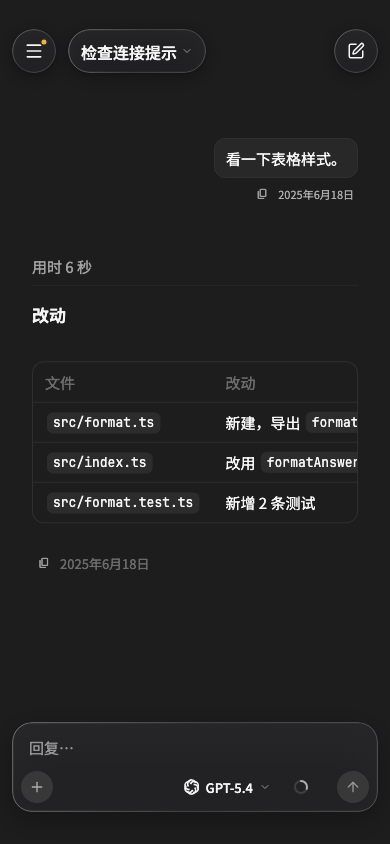 检查连接提示
看一下表格样式。
2025年6月18日
用时 6 秒
改动
文件 改动
src/format.ts 新建，导出 format
src/index.ts 改用 formatAnswer
src/format.test.ts 新增 2 条测试
2025年6月18日
回复…
GPT-5.4